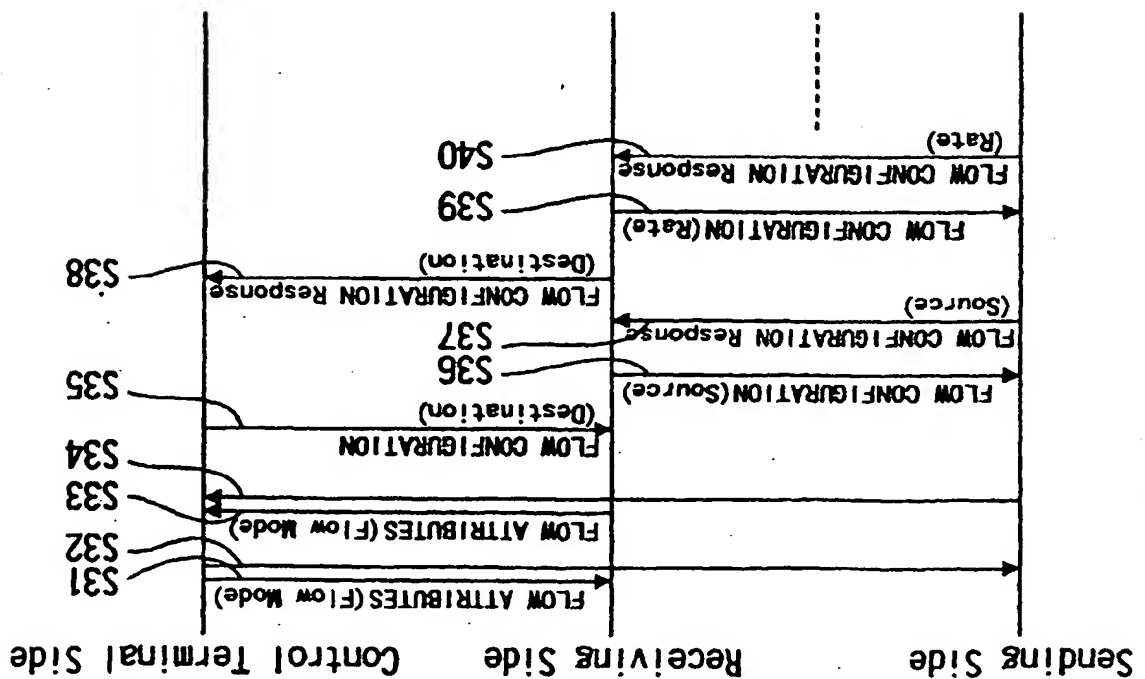 Sending Side
Receiving Side
Control Terminal Side
FLOW ATTRIBUTES(Flow Mode)
S31
S32
FLOW ATTRIBUTES(Flow Mode)
S33
S34
FLOW CONFIGURATION
(Destination)
S35
FLOW CONFIGURATION(Source)
S36
FLOW CONFIGURATION Response
(Source)
S37
FLOW CONFIGURATION Response
(Destination)
S38
FLOW CONFIGURATION(Rate)
S39
FLOW CONFIGURATION Response
(Rate)
S40